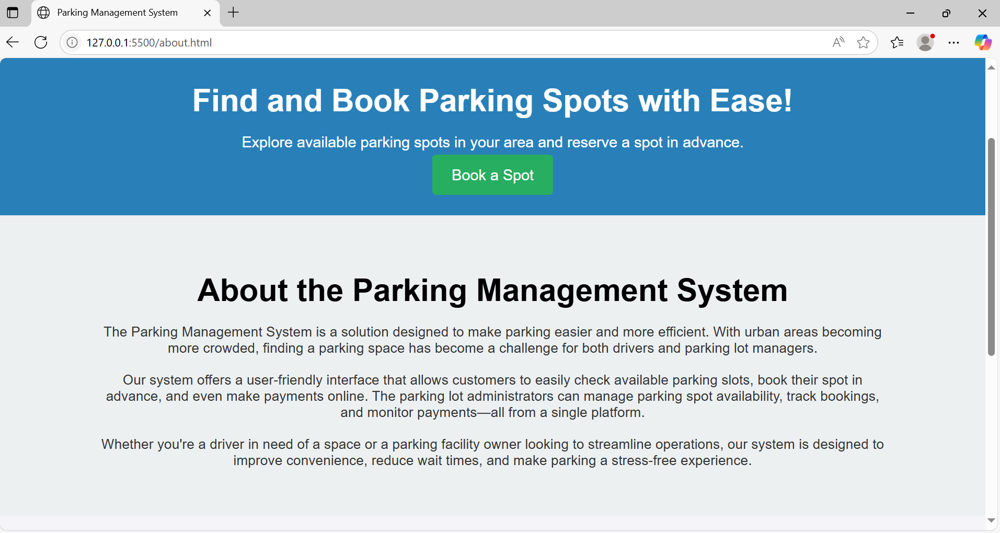 Parking Management System
127.0.0.1:5500/about.html
Find and Book Parking Spots with Ease!
Explore available parking spots in your area and reserve a spot in advance.
Book a Spot
About the Parking Management System
The Parking Management System is a solution designed to make parking easier and more efficient. With urban areas becoming
more crowded, finding a parking space has become a challenge for both drivers and parking lot managers.
Our system offers a user-friendly interface that allows customers to easily check available parking slots, book their spot in
advance, and even make payments online. The parking lot administrators can manage parking spot availability, track bookings,
and monitor payments—all from a single platform.
Whether you're a driver in need of a space or a parking facility owner looking to streamline operations, our system is designed to
improve convenience, reduce wait times, and make parking a stress-free experience.